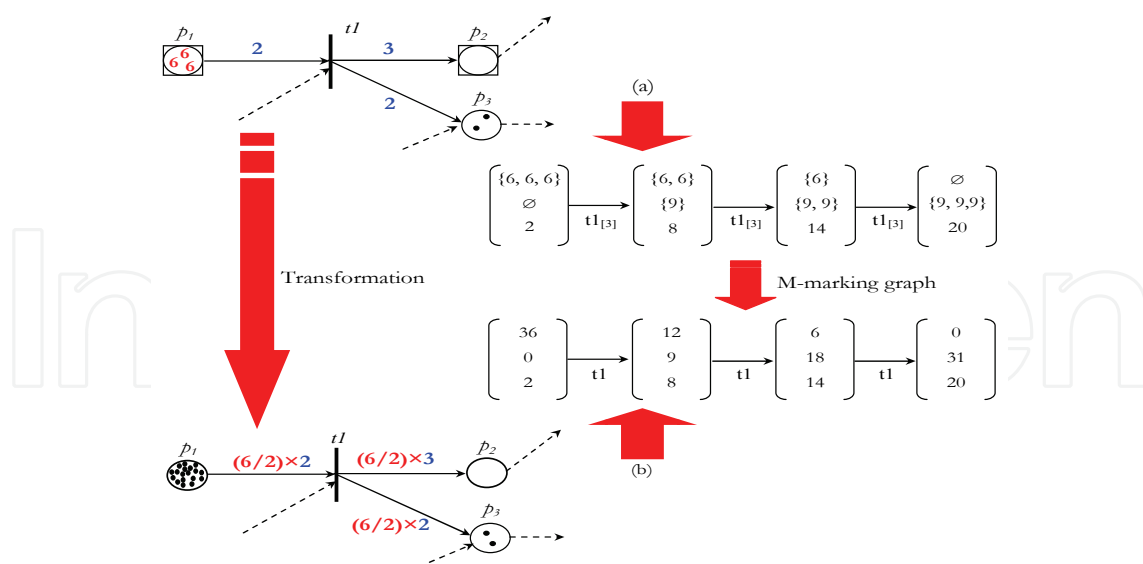 t1
p1 2 3 p2
6
6 6
2 p3
(a)
{6, 6, 6} {6, 6} {6} ∅
∅ {9} {9, 9} {9, 9,9}
2 8 14 20
t1[3] t1[3] t1[3]
Transformation
M-marking graph
36 12 6 0
0 9 18 31
2 8 14 20
t1 t1 t1
t1
p1 (6/2)×2 (6/2)×3 p2
(b)
(6/2)×2 p3